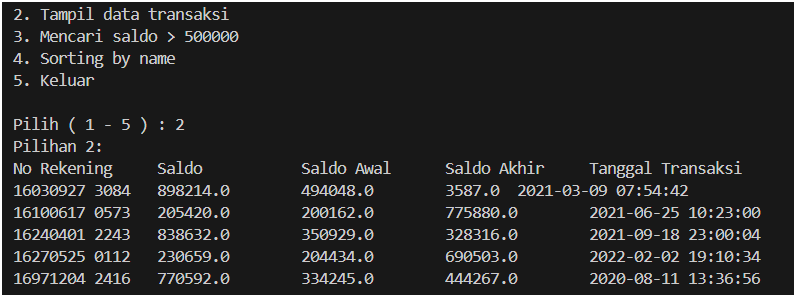 2. Tampil data transaksi
3. Mencari saldo > 500000
4. Sorting by name
5. Keluar
Pilih ( 1 - 5 ) : 2
Pilihan 2:
No Rekening Saldo Saldo Awal Saldo Akhir Tanggal Transaksi
16030927 3084 898214.0 494048.0 3587.0 2021-03-09 07:54:42
16100617 0573 205420.0 200162.0 775880.0 2021-06-25 10:23:00
16240401 2243 838632.0 350929.0 328316.0 2021-09-18 23:00:04
16270525 0112 230659.0 204434.0 690503.0 2022-02-02 19:10:34
16971204 2416 770592.0 334245.0 444267.0 2020-08-11 13:36:56